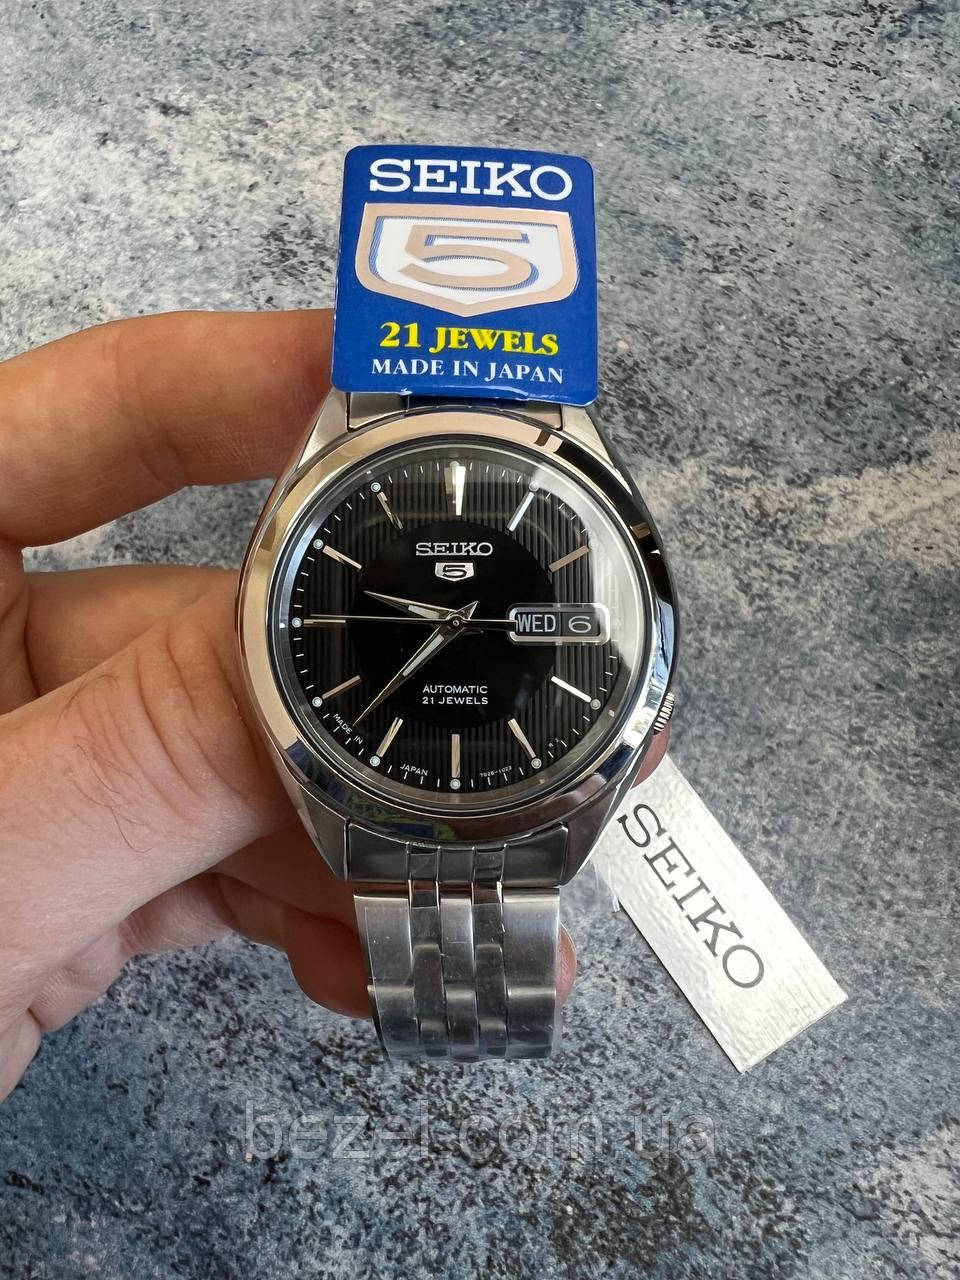 SEIKO
5
21 JEWELS
MADE IN JAPAN
SEIKO
5
WED 6
AUTOMATIC
21 JEWELS
MADE IN
JAPAN
7S26-
SEIKO
bezel.com.ua